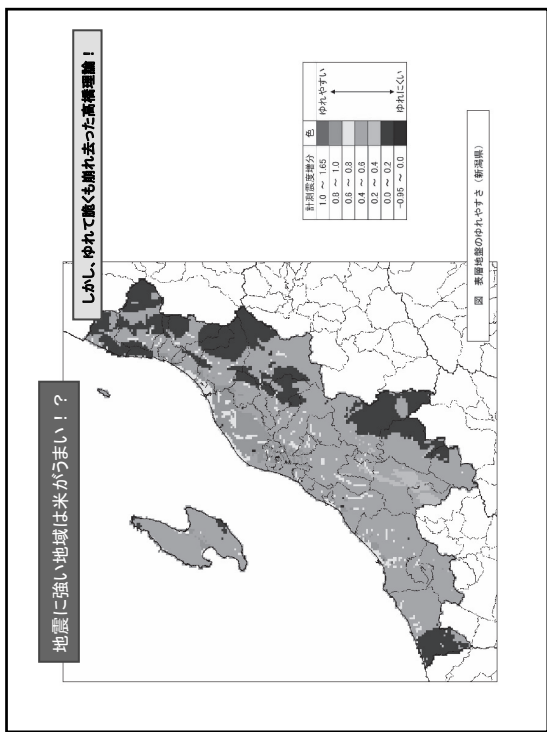 地震に強い地域は米がうまい！？
しかし、ゆれて脆くも崩れ去った高橋理論！
計測震度増分 色
1.0 ～ 1.65 ゆれやすい
0.8 ～ 1.0
0.6 ～ 0.8
0.4 ～ 0.6
0.2 ～ 0.4
0.0 ～ 0.2
-0.95 ～ 0.0 ゆれにくい
図 表層地盤のゆれやすさ（新潟県）